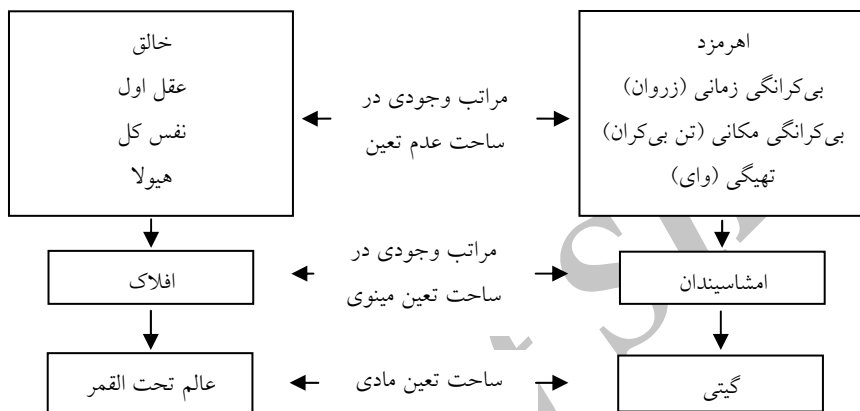 اهرمزد
بی‌کرانگی زمانی (زروان)
بی‌کرانگی مکانی (تن بی‌کران)
تهیگی (وای)
مراتب وجودی در
ساحت عدم تعین
خالق
عقل اول
نفس کل
هیولا
امشاسپندان
مراتب وجودی در
ساحت تعین مینوی
افلاک
گیتی
ساحت تعین مادی
عالم تحت القمر